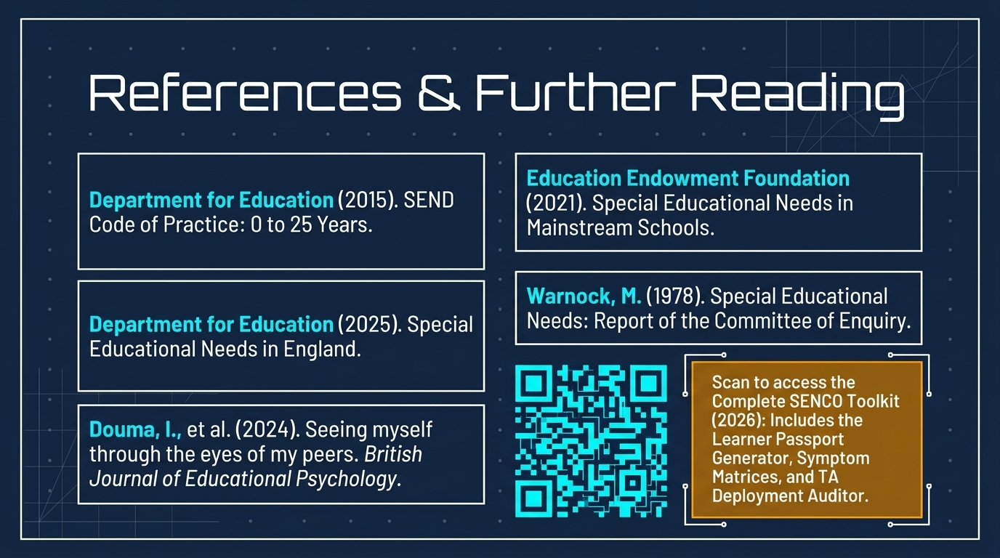 References & Further Reading
Department for Education (2015). SEND
Code of Practice: 0 to 25 Years.
Department for Education (2025). Special
Educational Needs in England.
Douma, I., et al. (2024). Seeing myself
through the eyes of my peers. British
Journal of Educational Psychology.
Education Endowment Foundation
(2021). Special Educational Needs in
Mainstream Schools.
Warnock, M. (1978). Special Educational
Needs: Report of the Committee of Enquiry.
Scan to access the
Complete SENCO Toolkit
(2026): Includes the
Learner Passport
Generator, Symptom
Matrices, and TA
Deployment Auditor.